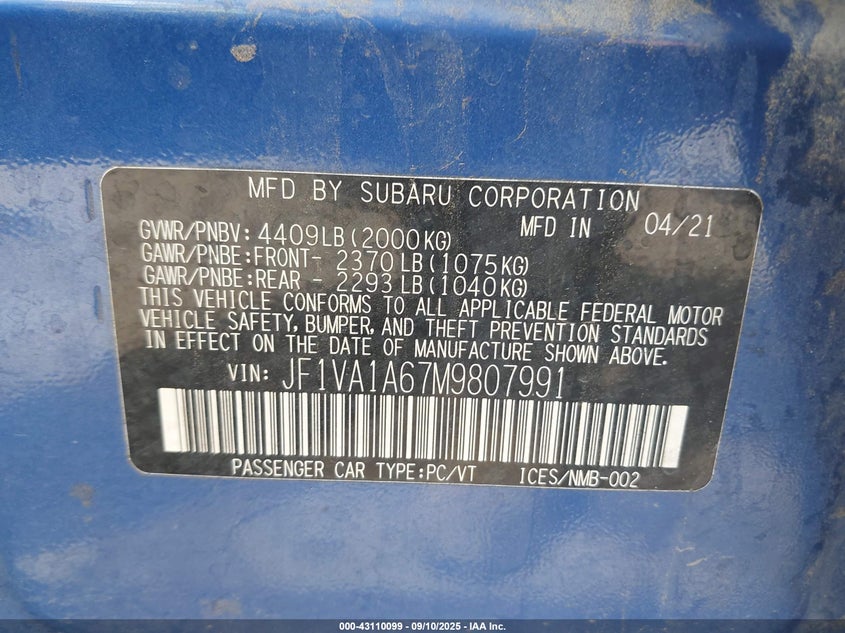 MFD BY SUBARU CORPORATION
MFD IN 04/21
GVWR/PNBV: 4409LB(2000KG)
GAWR/PNBE:FRONT- 2370LB(1075KG)
GAWR/PNBE:REAR - 2293LB(1040KG)
THIS VEHICLE CONFORMS TO ALL APPLICABLE FEDERAL MOTOR
VEHICLE SAFETY, BUMPER, AND THEFT PREVENTION STANDARDS
IN EFFECT ON THE DATE OF MANUFACTURE SHOWN ABOVE.
VIN: JF1VA1A67M9807991
PASSENGER CAR TYPE:PC/VT ICES/NMB-002
000-43110099 - 09/10/2025 - IAA Inc.